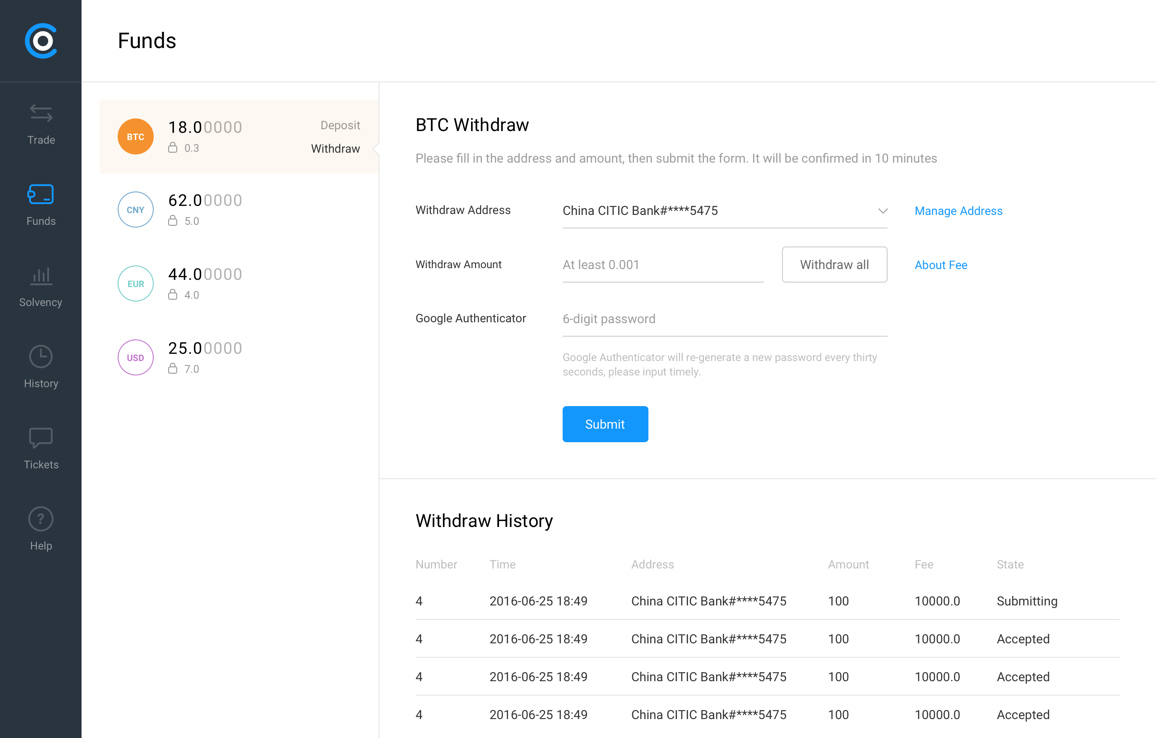 Funds
Trade
Funds
Solvency
History
Tickets
? Help
BTC 18.00000 Deposit
0.3 Withdraw
CNY 62.00000
5.0
EUR 44.00000
4.0
USD 25.00000
7.0
BTC Withdraw
Please fill in the address and amount, then submit the form. It will be confirmed in 10 minutes
Withdraw Address China CITIC Bank#****5475 Manage Address
Withdraw Amount At least 0.001 Withdraw all About Fee
Google Authenticator 6-digit password
Google Authenticator will re-generate a new password every thirty
seconds, please input timely.
Submit
Withdraw History
Number Time Address Amount Fee State
4 2016-06-25 18:49 China CITIC Bank#****5475 100 10000.0 Submitting
4 2016-06-25 18:49 China CITIC Bank#****5475 100 10000.0 Accepted
4 2016-06-25 18:49 China CITIC Bank#****5475 100 10000.0 Accepted
4 2016-06-25 18:49 China CITIC Bank#****5475 100 10000.0 Accepted